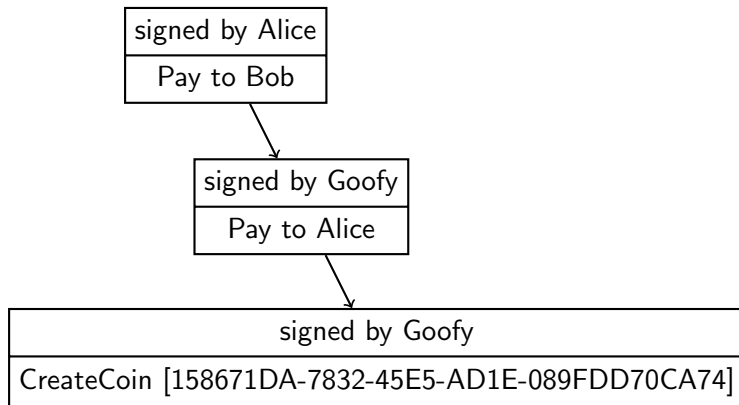 signed by Alice
Pay to Bob
signed by Goofy
Pay to Alice
signed by Goofy
CreateCoin [158671DA-7832-45E5-AD1E-089FDD70CA74]